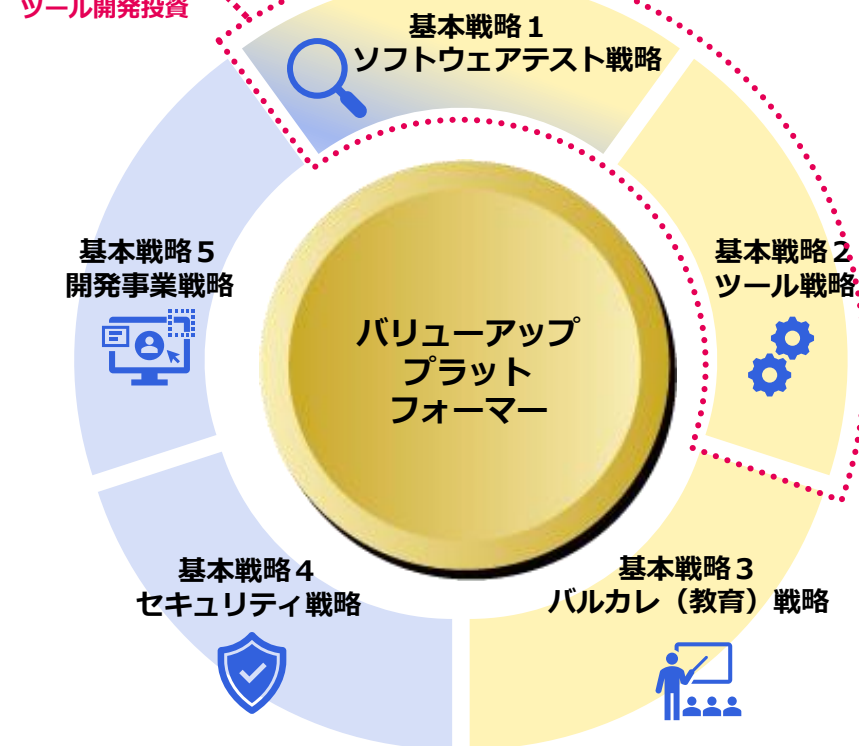 ツール開発投資
基本戦略１
ソフトウェアテスト戦略
基本戦略２
ツール戦略
基本戦略５
開発事業戦略
バリューアップ
プラット
フォーマー
基本戦略４
セキュリティ戦略
基本戦略３
バルカレ（教育）戦略